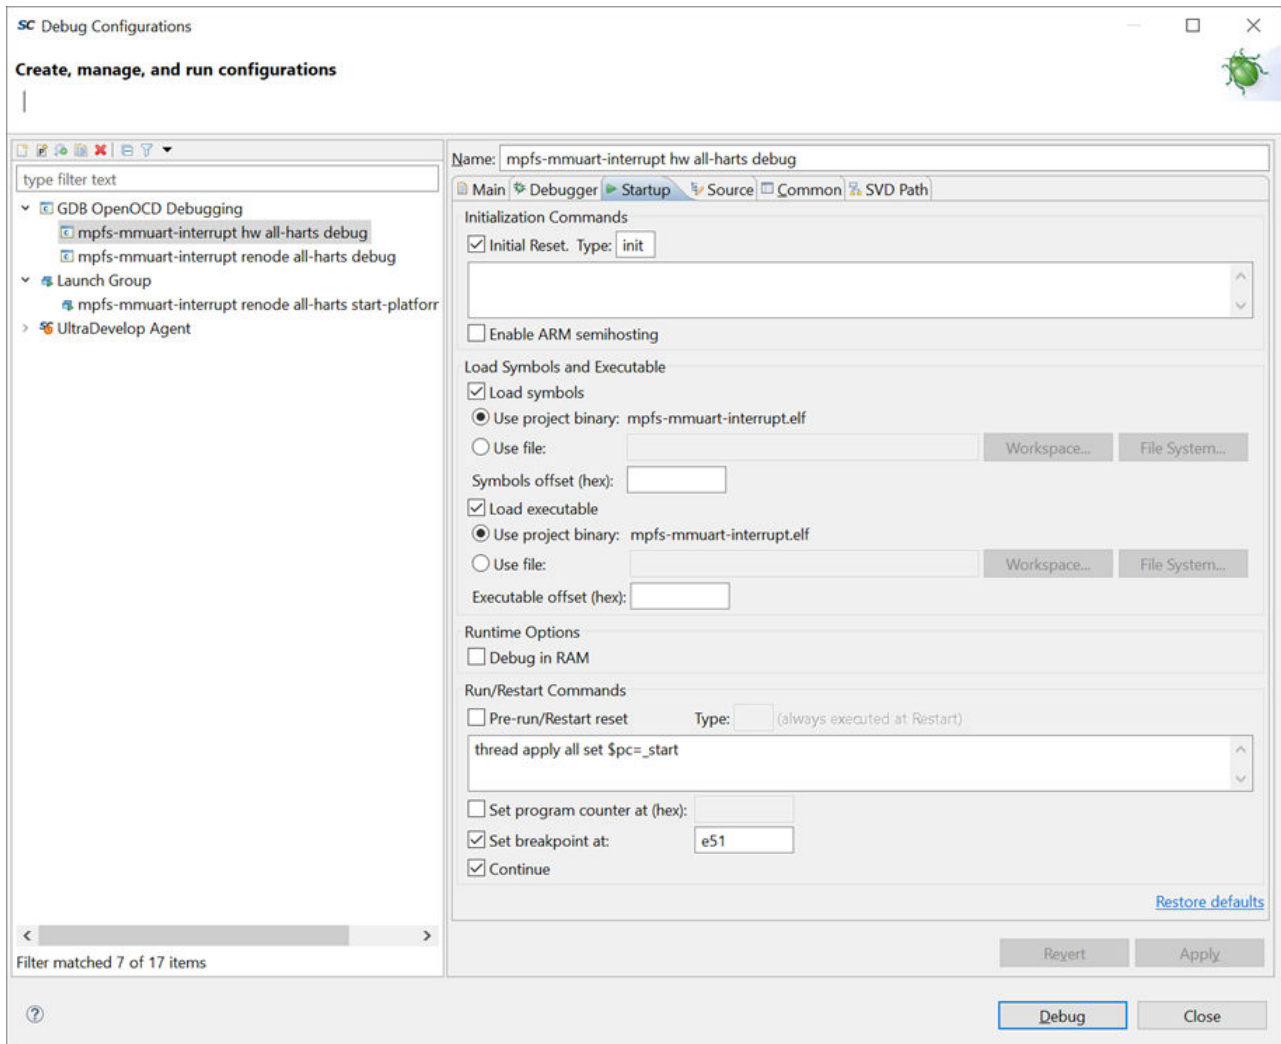 SC Debug Configurations
Create, manage, and run configurations
type filter text
GDB OpenOCD Debugging
mpfs-mmuart-interrupt hw all-harts debug
mpfs-mmuart-interrupt renode all-harts debug
Launch Group
mpfs-mmuart-interrupt renode all-harts start-platforr
UltraDevelop Agent
Filter matched 7 of 17 items
Name: mpfs-mmuart-interrupt hw all-harts debug
Main Debugger Startup Source Common SVD Path
Initialization Commands
Initial Reset. Type: init
Enable ARM semihosting
Load Symbols and Executable
Load symbols
Use project binary: mpfs-mmuart-interrupt.elf
Use file: Workspace... File System...
Symbols offset (hex):
Load executable
Use project binary: mpfs-mmuart-interrupt.elf
Use file: Workspace... File System...
Executable offset (hex):
Runtime Options
Debug in RAM
Run/Restart Commands
Pre-run/Restart reset Type: (always executed at Restart)
thread apply all set $pc=_start
Set program counter at (hex):
Set breakpoint at: e51
Continue
Restore defaults
Revert Apply
Debug Close